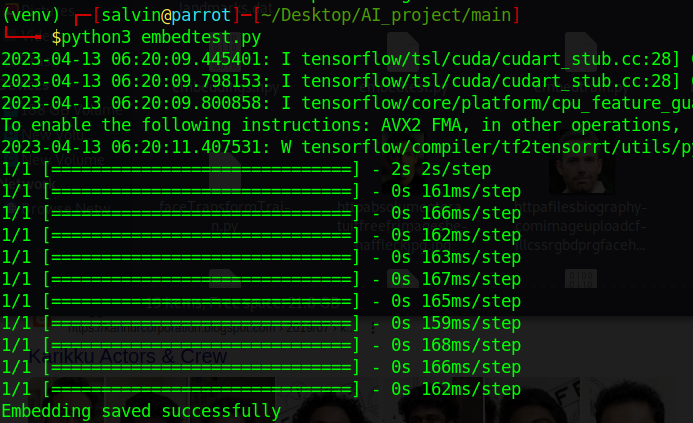 (venv) ┌─[salvin@parrot]─[~/Desktop/AI_project/main]
└──╼ $python3 embedtest.py
2023-04-13 06:20:09.445401: I tensorflow/tsl/cuda/cudart_stub.cc:28]
2023-04-13 06:20:09.798153: I tensorflow/tsl/cuda/cudart_stub.cc:28]
2023-04-13 06:20:09.800858: I tensorflow/core/platform/cpu_feature_gua
To enable the following instructions: AVX2 FMA, in other operations,
2023-04-13 06:20:11.407531: W tensorflow/compiler/tf2tensorrt/utils/py
1/1 [==============================] - 2s 2s/step
1/1 [==============================] - 0s 161ms/step
1/1 [==============================] - 0s 166ms/step
1/1 [==============================] - 0s 162ms/step
1/1 [==============================] - 0s 163ms/step
1/1 [==============================] - 0s 167ms/step
1/1 [==============================] - 0s 165ms/step
1/1 [==============================] - 0s 159ms/step
1/1 [==============================] - 0s 168ms/step
Karikku Actors & Crew
1/1 [==============================] - 0s 166ms/step
1/1 [==============================] - 0s 162ms/step
Embedding saved successfully